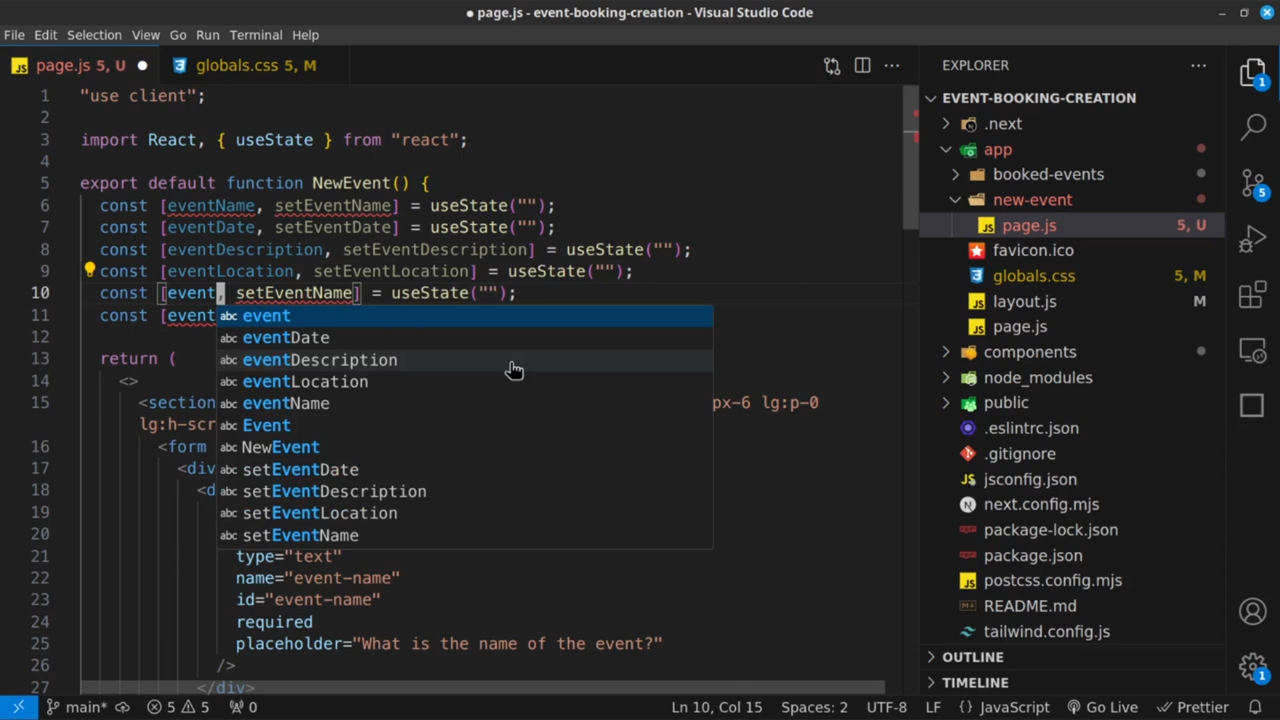 ● page.js - event-booking-creation - Visual Studio Code
File Edit Selection View Go Run Terminal Help
JS page.js 5, U ●
globals.css 5, M
EXPLORER
1 "use client";
2
3 import React, { useState } from "react";
4
5 export default function NewEvent() {
6 const [eventName, setEventName] = useState("");
7 const [eventDate, setEventDate] = useState("");
8 const [eventDescription, setEventDescription] = useState("");
9 const [eventLocation, setEventLocation] = useState("");
10 const [event, setEventName] = useState("");
11 const [event
12
13 return (
14 <>
15 <section px-6 lg:p-0
lg:h-scr
16 <form
17 <div
18 <d
19
20
21 type="text"
22 name="event-name"
23 id="event-name"
24 required
25 placeholder="What is the name of the event?"
26 />
27 </div>
abc event
abc eventDate
abc eventDescription
abc eventLocation
abc eventName
abc Event
abc NewEvent
abc setEventDate
abc setEventDescription
abc setEventLocation
abc setEventName
EVENT-BOOKING-CREATION
.next
app
booked-events
new-event
JS page.js 5, U
favicon.ico
globals.css 5, M
JS layout.js M
JS page.js
components
node_modules
public
.eslintrc.json
.gitignore
JS jsconfig.json
next.config.mjs
package-lock.json
package.json
JS postcss.config.mjs
README.md
tailwind.config.js
OUTLINE
TIMELINE
1
5
1
main* 5 5 0
Ln 10, Col 15 Spaces: 2 UTF-8 LF {} JavaScript Go Live Prettier